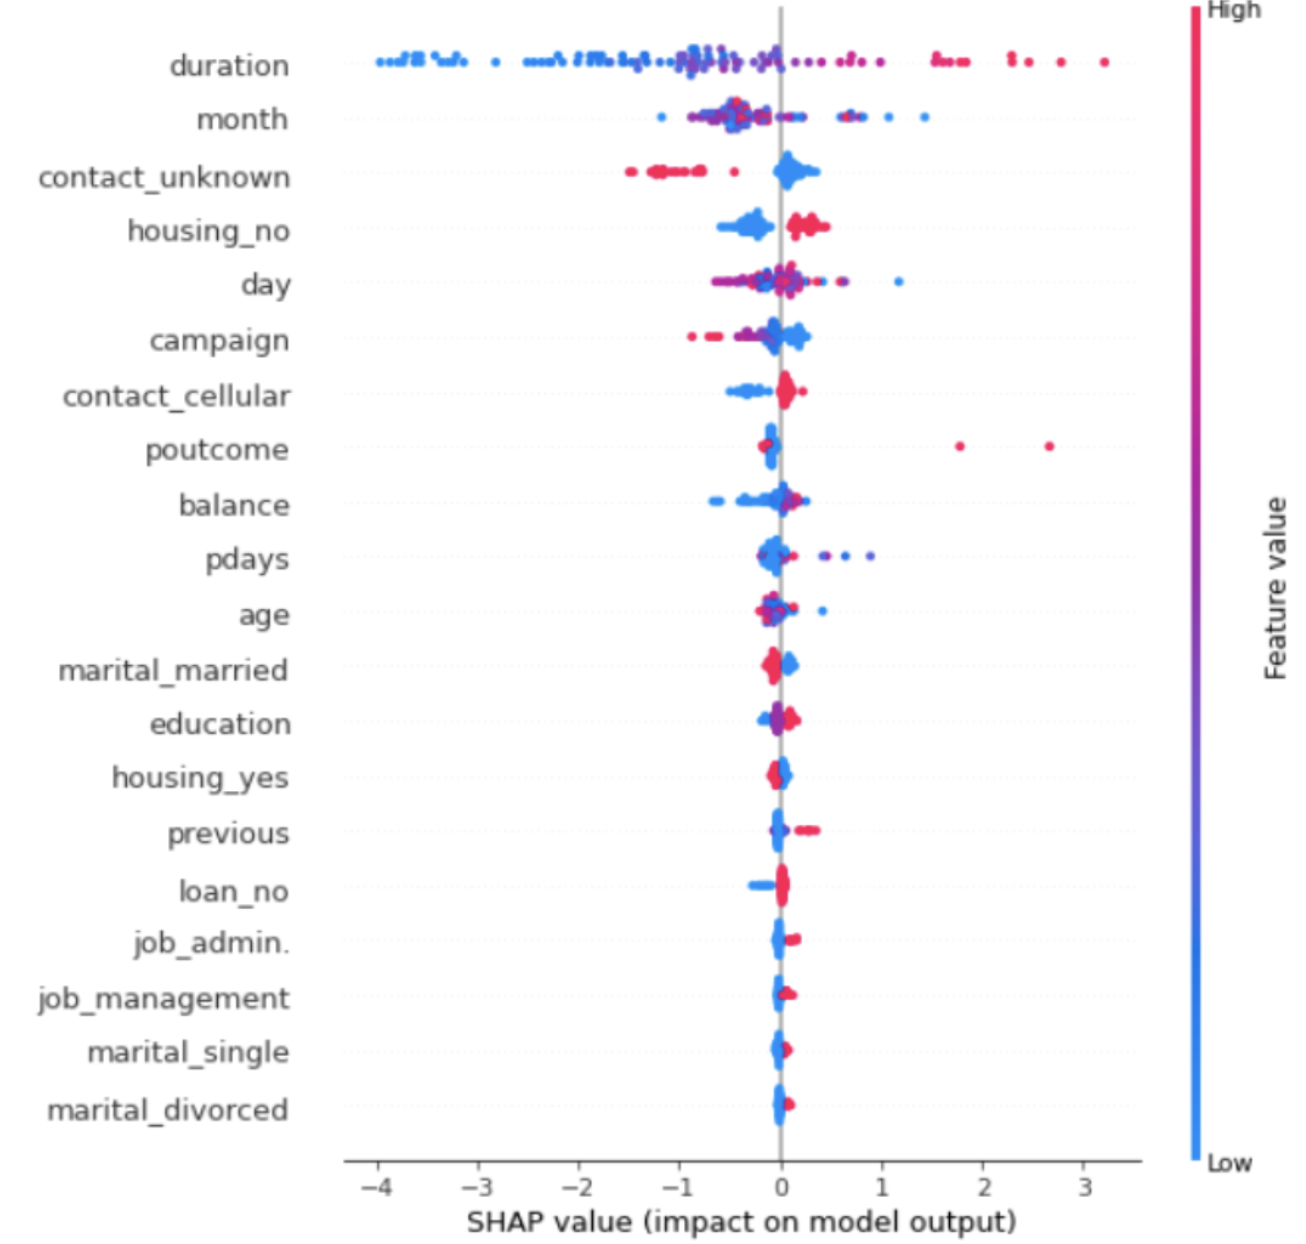 High
duration
month
contact_unknown
housing_no
day
campaign
contact_cellular
poutcome
balance
pdays
age
marital_married
education
housing_yes
previous
loan_no
job_admin.
job_management
marital_single
marital_divorced
Feature value
Low
−4 −3 −2 −1 0 1 2 3
SHAP value (impact on model output)